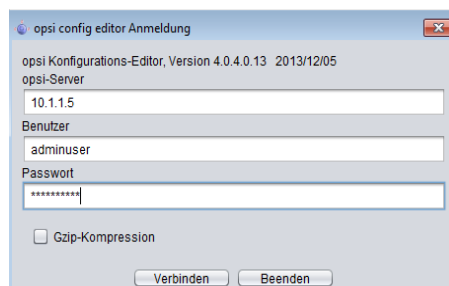 opsi config editor Anmeldung
opsi Konfigurations-Editor, Version 4.0.4.0.13   2013/12/05
opsi-Server
10.1.1.5
Benutzer
adminuser
Passwort
**********
Gzip-Kompression
Verbinden   Beenden